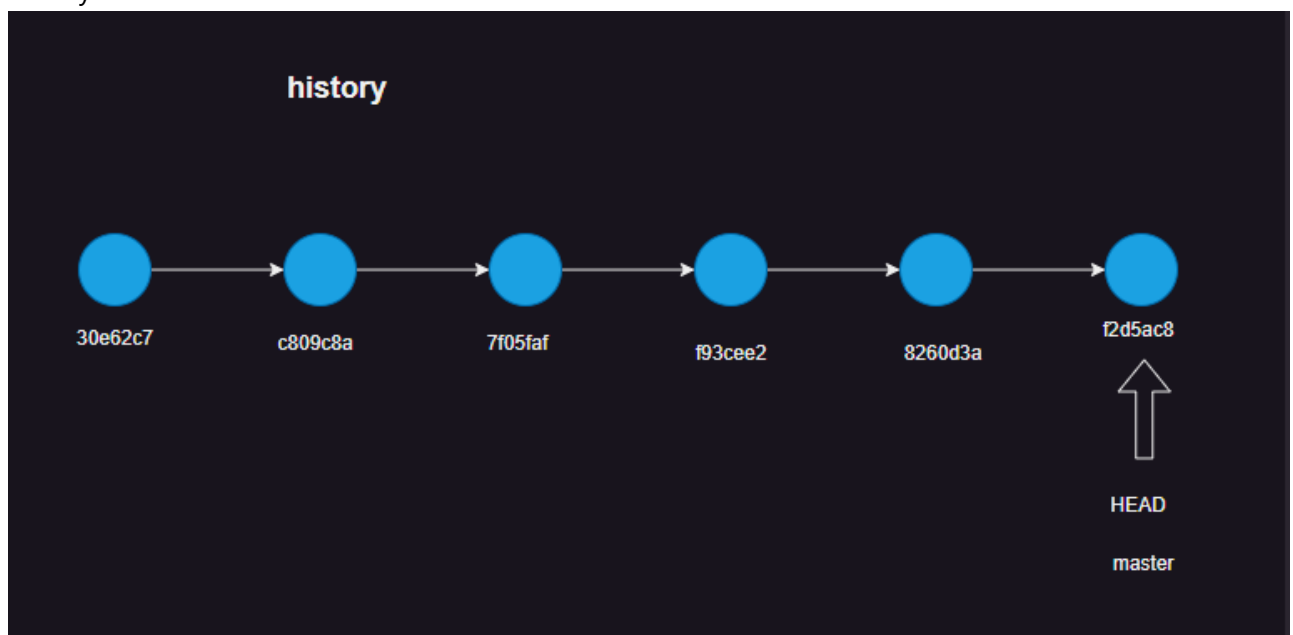 history
30e62c7
c809c8a
7f05faf
f93cee2
8260d3a
f2d5ac8
HEAD
master